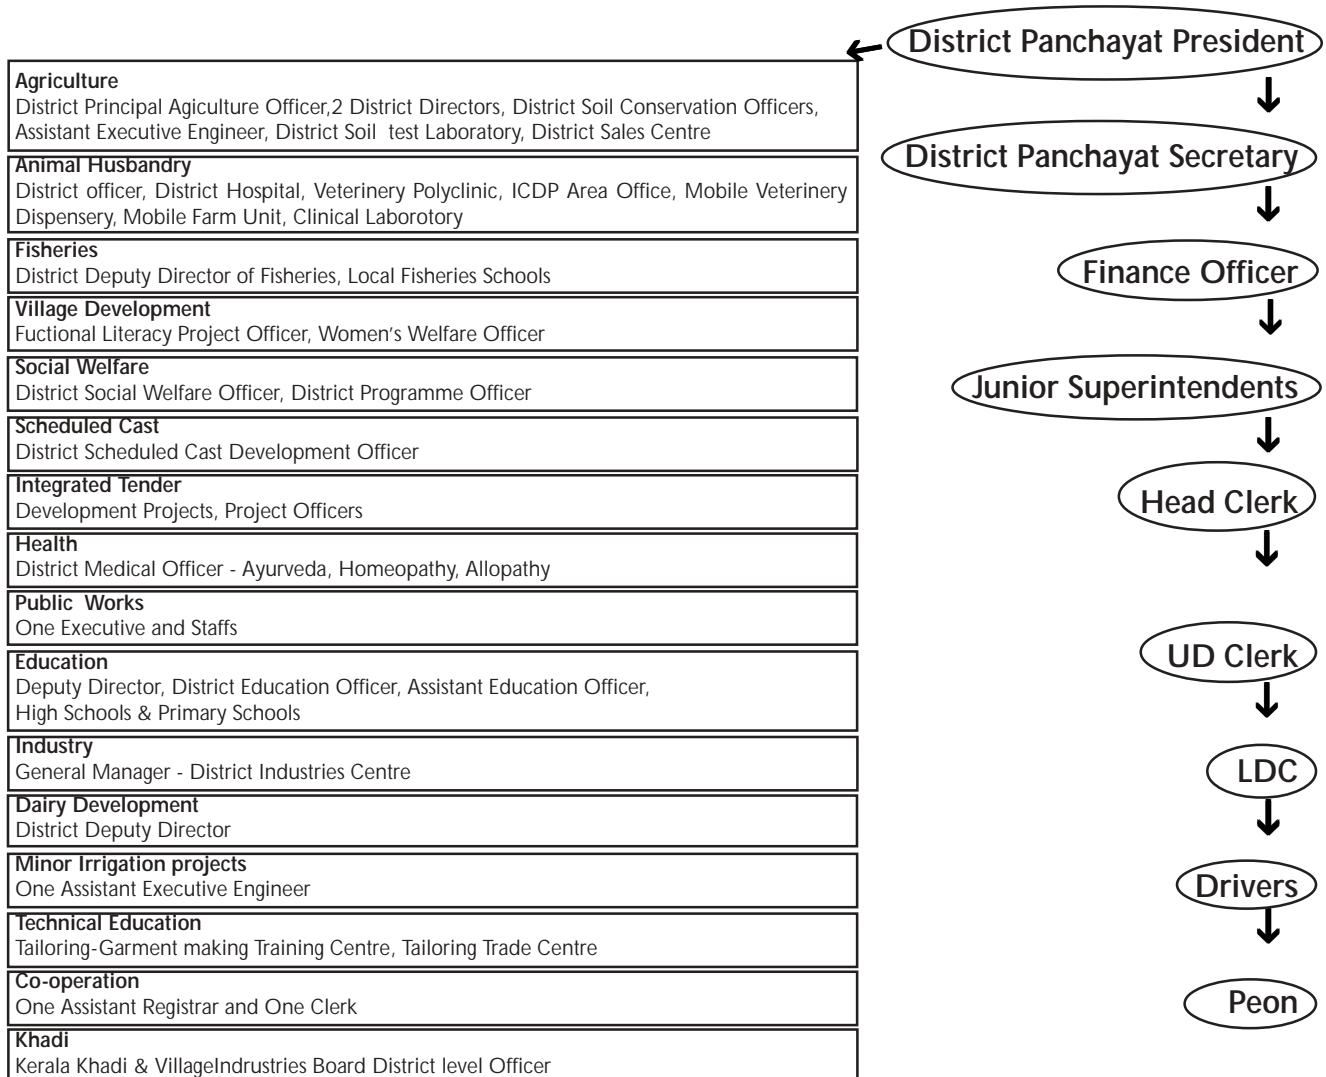 District Panchayat President
Agriculture
District Principal Agiculture Officer,2 District Directors, District Soil Conservation Officers,
Assistant Executive Engineer, District Soil test Laboratory, District Sales Centre
Animal Husbandry
District officer, District Hospital, Veterinery Polyclinic, ICDP Area Office, Mobile Veterinery
Dispensery, Mobile Farm Unit, Clinical Laborotory
Fisheries
District Deputy Director of Fisheries, Local Fisheries Schools
Village Development
Fuctional Literacy Project Officer, Women's Welfare Officer
Social Welfare
District Social Welfare Officer, District Programme Officer
Scheduled Cast
District Scheduled Cast Development Officer
Integrated Tender
Development Projects, Project Officers
Health
District Medical Officer - Ayurveda, Homeopathy, Allopathy
Public Works
One Executive and Staffs
Education
Deputy Director, District Education Officer, Assistant Education Officer,
High Schools & Primary Schools
Industry
General Manager - District Industries Centre
Dairy Development
District Deputy Director
Minor Irrigation projects
One Assistant Executive Engineer
Technical Education
Tailoring-Garment making Training Centre, Tailoring Trade Centre
Co-operation
One Assistant Registrar and One Clerk
Khadi
Kerala Khadi & VillageIndrustries Board District level Officer
District Panchayat Secretary
Finance Officer
Junior Superintendents
Head Clerk
UD Clerk
LDC
Drivers
Peon